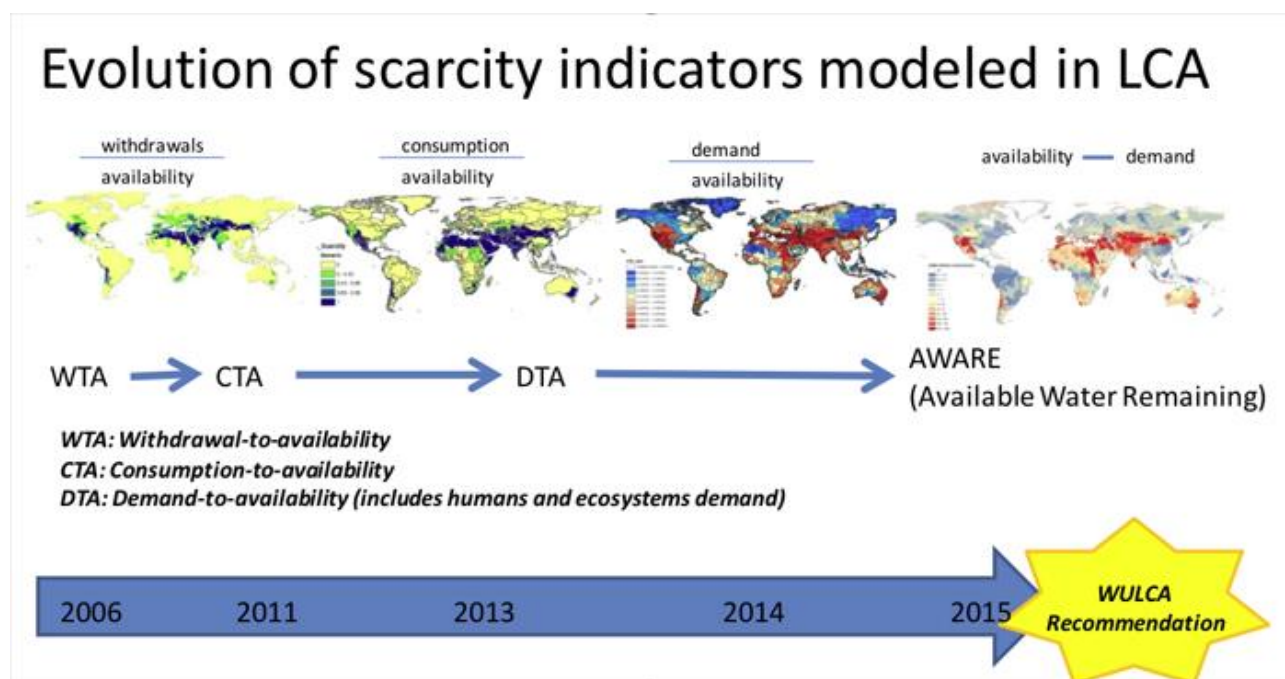 Evolution of scarcity indicators modeled in LCA
withdrawals
availability
consumption
availability
demand
availability
availability — demand
WTA
CTA
DTA
AWARE
(Available Water Remaining)
WTA: Withdrawal-to-availability
CTA: Consumption-to-availability
DTA: Demand-to-availability (includes humans and ecosystems demand)
2006 2011 2013 2014 2015
WULCA
Recommendation